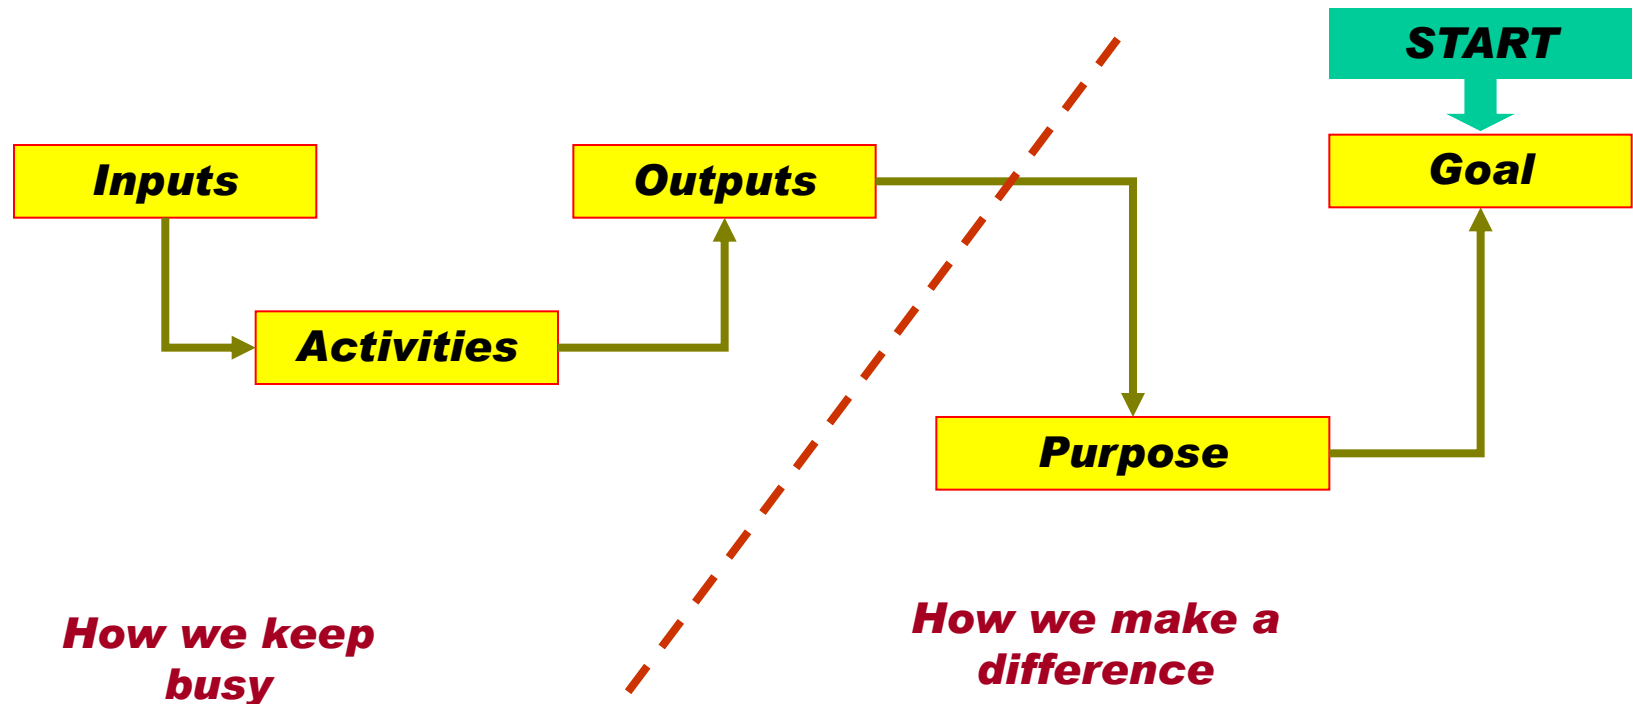 START
Inputs
Outputs
Goal
Activities
Purpose
How we keep
busy
How we make a
difference